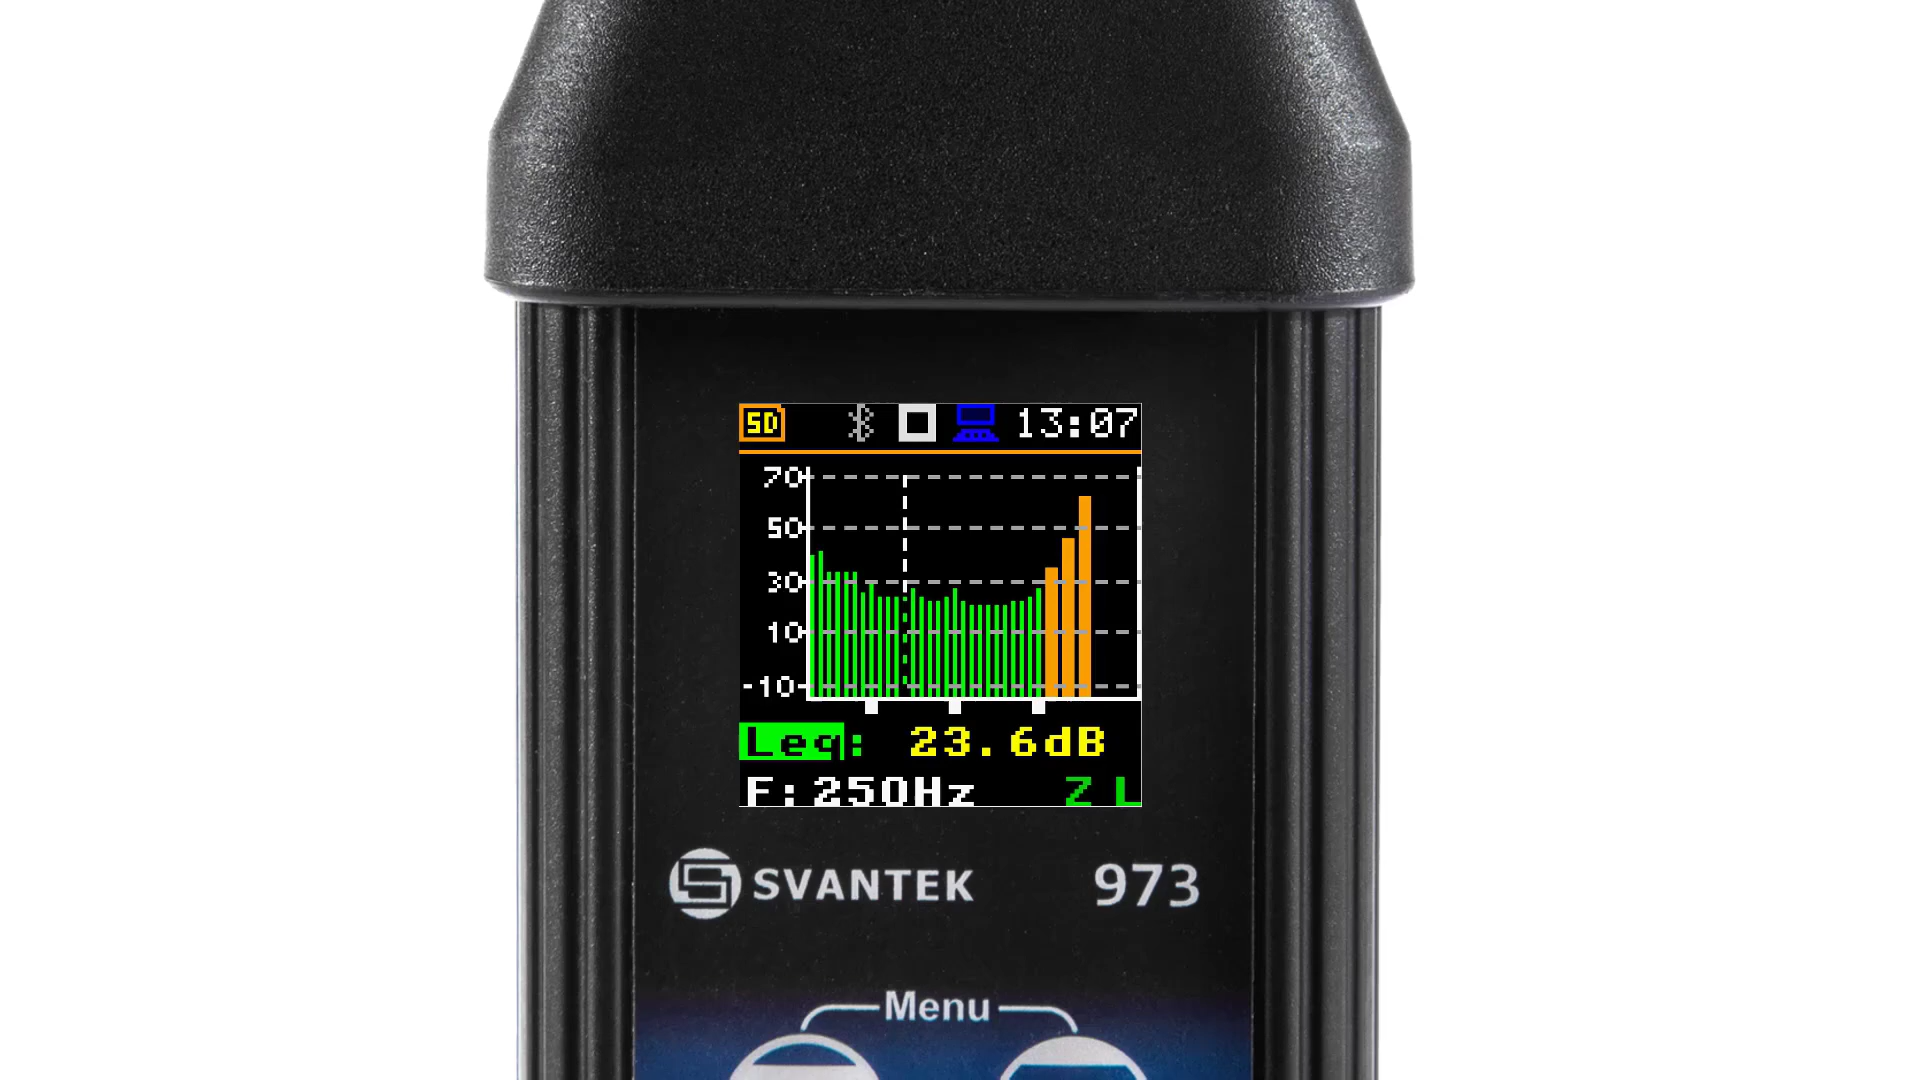 SD 13:07
70
50
30
10
-10
Leq: 23.6dB
F:250Hz Z L
SVANTEK 973
Menu